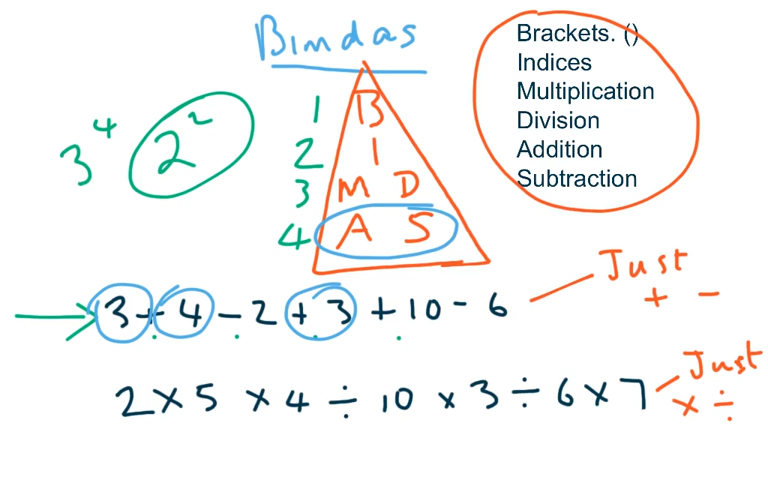 Bimdas
Brackets. ()
Indices
Multiplication
Division
Addition
Subtraction
1 B
2 I
3 M D
4 A S
3⁴ 2²
3 + 4 - 2 + 3 + 10 - 6
Just
+ -
2 × 5 × 4 ÷ 10 × 3 ÷ 6 × 7
Just
× ÷